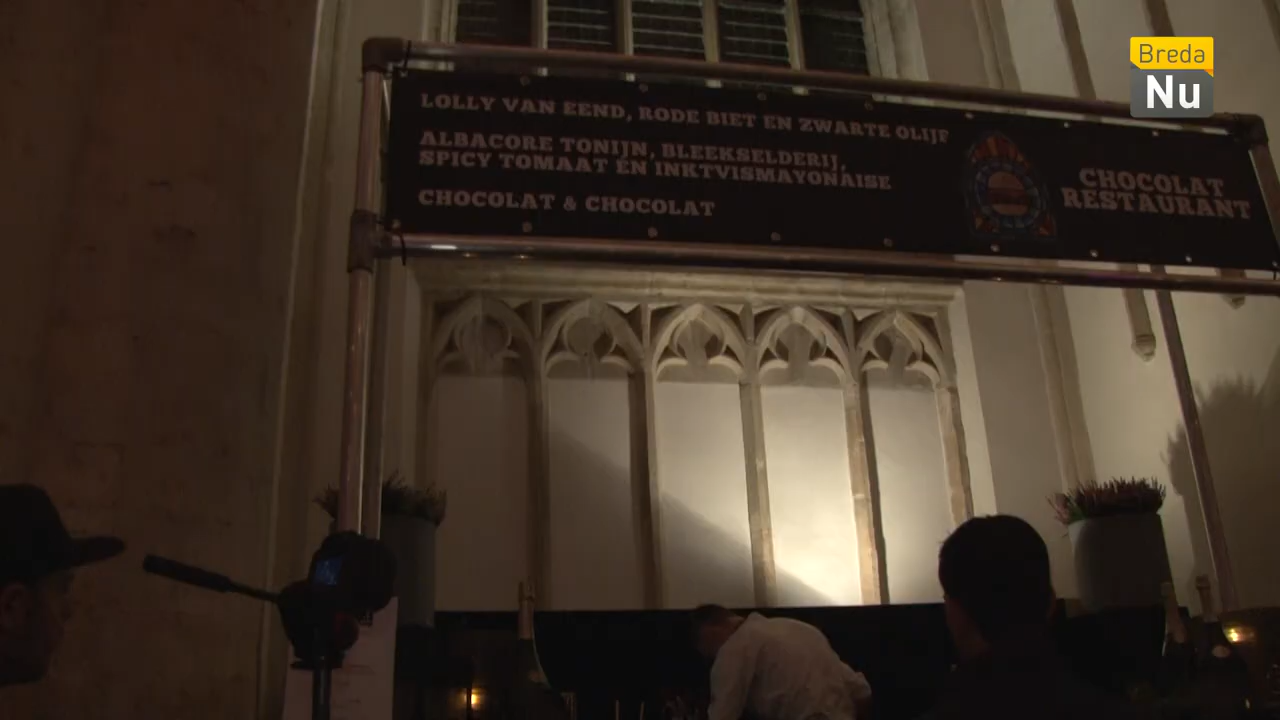 Breda
Nu
LOLLY VAN EEND, RODE BIET EN ZWARTE OLIJF
ALBACORE TONIJN, BLEEKSELDERIJ,
SPICY TOMAAT EN INKTVISMAYONAISE
CHOCOLAT & CHOCOLAT
CHOCOLAT
RESTAURANT